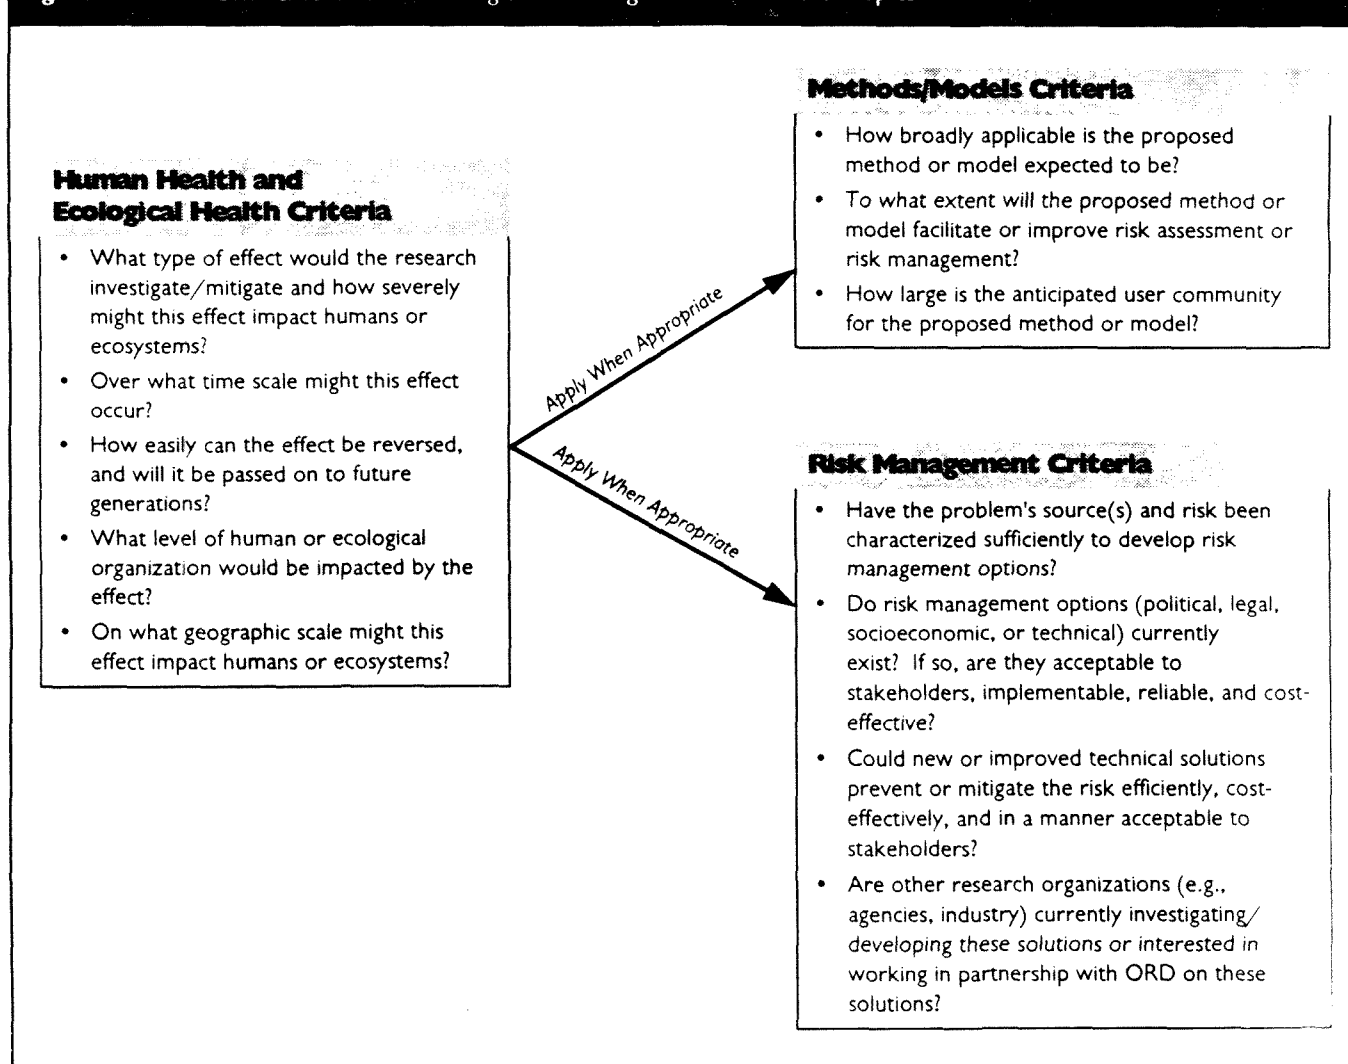 Human Health and
Ecological Health Criteria
• What type of effect would the research
investigate/mitigate and how severely
might this effect impact humans or
ecosystems?
• Over what time scale might this effect
occur?
• How easily can the effect be reversed,
and will it be passed on to future
generations?
• What level of human or ecological
organization would be impacted by the
effect?
• On what geographic scale might this
effect impact humans or ecosystems?
Apply When Appropriate
Apply When Appropriate
Methods/Models Criteria
• How broadly applicable is the proposed
method or model expected to be?
• To what extent will the proposed method or
model facilitate or improve risk assessment or
risk management?
• How large is the anticipated user community
for the proposed method or model?
Risk Management Criteria
• Have the problem's source(s) and risk been
characterized sufficiently to develop risk
management options?
• Do risk management options (political, legal,
socioeconomic, or technical) currently
exist? If so, are they acceptable to
stakeholders, implementable, reliable, and cost-
effective?
• Could new or improved technical solutions
prevent or mitigate the risk efficiently, cost-
effectively, and in a manner acceptable to
stakeholders?
• Are other research organizations (e.g.,
agencies, industry) currently investigating/
developing these solutions or interested in
working in partnership with ORD on these
solutions?